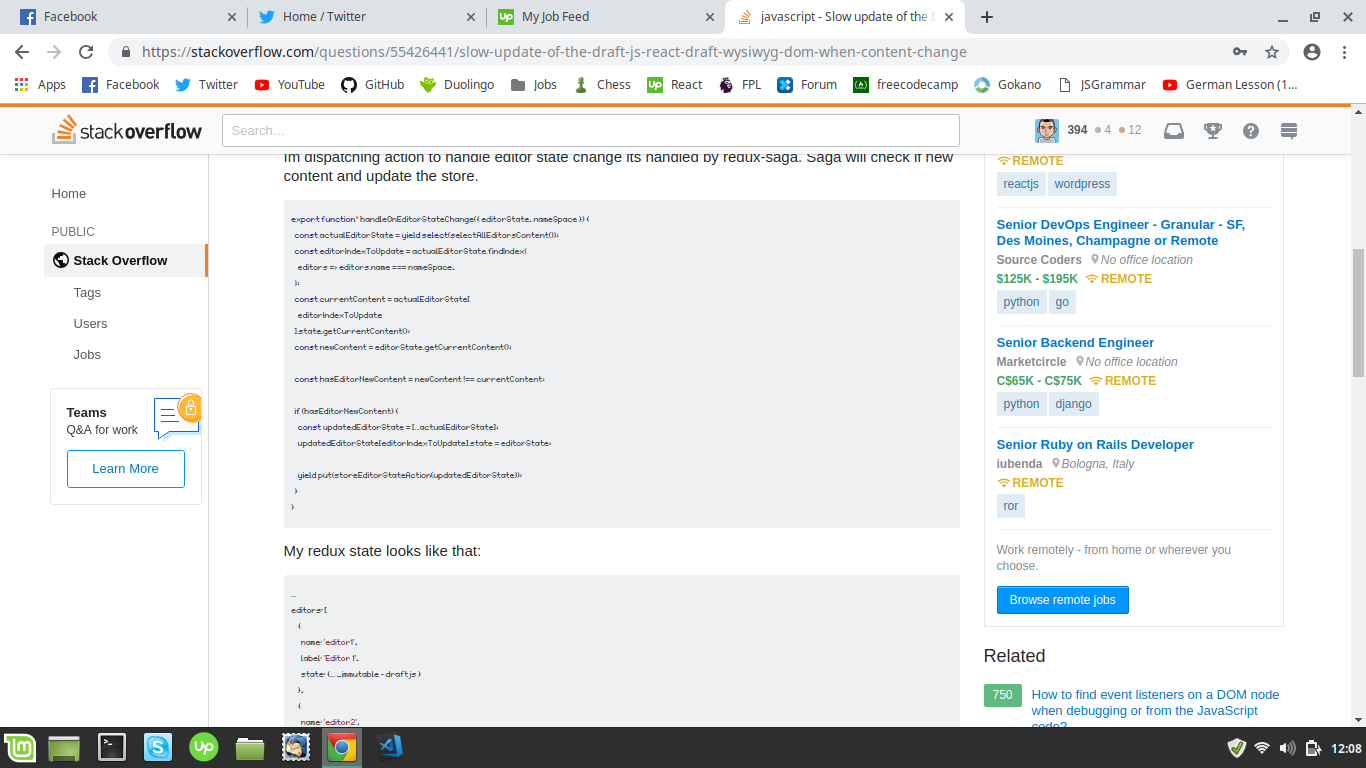 Facebook
Home / Twitter
My Job Feed
javascript - Slow update of the D
https://stackoverflow.com/questions/55426441/slow-update-of-the-draft-js-react-draft-wysiwyg-dom-when-content-change
Apps Facebook Twitter YouTube GitHub Duolingo Jobs Chess React FPL Forum freecodecamp Gokano JSGrammar German Lesson (1...
stackoverflow
Search…
394 4 12
Home
PUBLIC
Stack Overflow
Tags
Users
Jobs
Teams
Q&A for work
Learn More
Im dispatching action to handle editor state change its handled by redux-saga. Saga will check if new
content and update the store.
export function* handleOnEditorStateChange({ editorState, nameSpace }) {
const actualEditorState = yield select(selectAllEditorsContent());
const editorIndexToUpdate = actualEditorState.findIndex(
editors => editors.name === nameSpace,
);
const currentContent = actualEditorState[
editorIndexToUpdate
].state.getCurrentContent();
const newContent = editorState.getCurrentContent();
const hasEditorNewContent = newContent !== currentContent;
if (hasEditorNewContent) {
const updatedEditorState = [...actualEditorState];
updatedEditorState[editorIndexToUpdate].state = editorState;
yield put(storeEditorStateAction(updatedEditorState));
}
}
My redux state looks like that:
...
editors: [
{
name: 'editor1',
label: 'Editor 1',
state: {... _immutable - draftjs }
},
{
name: 'editor2',
REMOTE
reactjs wordpress
Senior DevOps Engineer - Granular - SF,
Des Moines, Champagne or Remote
Source Coders No office location
$125K - $195K REMOTE
python go
Senior Backend Engineer
Marketcircle No office location
C$65K - C$75K REMOTE
python django
Senior Ruby on Rails Developer
iubenda Bologna, Italy
REMOTE
ror
Work remotely - from home or wherever you
choose.
Browse remote jobs
Related
750 How to find event listeners on a DOM node
when debugging or from the JavaScript
code?
12:08